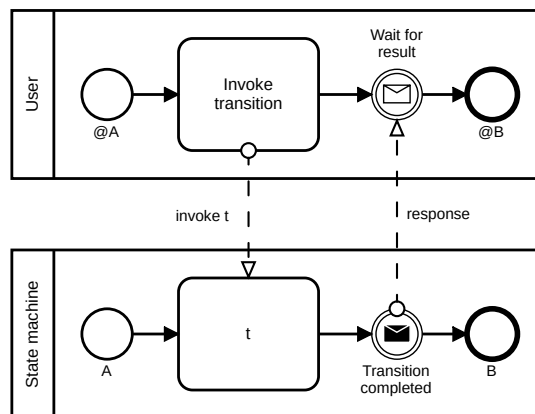 User
@A
Invoke
transition
Wait for
result
@B
invoke t
response
State machine
A
t
Transition
completed
B